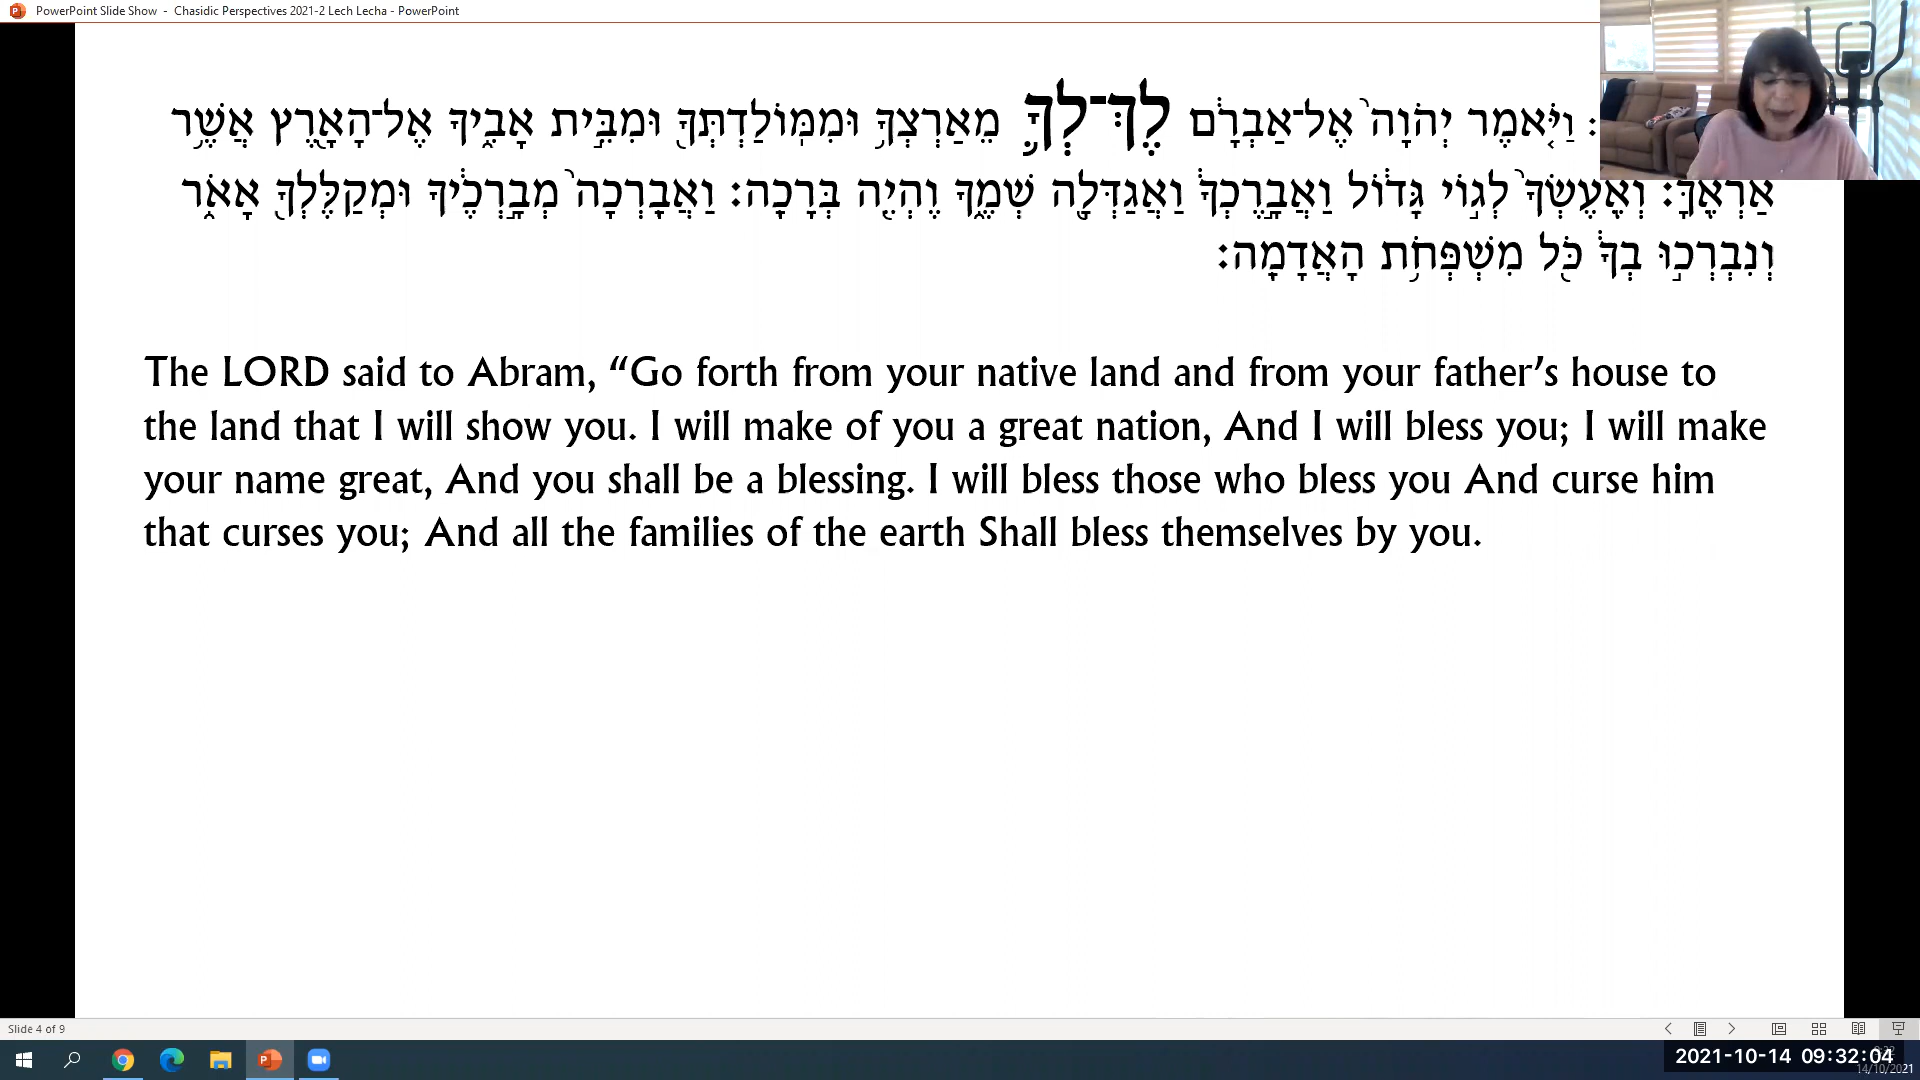 PowerPoint Slide Show - Chasidic Perspectives 2021-2 Lech Lecha - PowerPoint
: וַיֹּ֤אמֶר יְהֹוָה֙ אֶל־אַבְרָ֔ם לֶךְ־לְךָ֛ מֵאַרְצְךָ֥ וּמִמּֽוֹלַדְתְּךָ֖ וּמִבֵּ֣ית אָבִ֑יךָ אֶל־הָאָ֖רֶץ אֲשֶׁ֥ר
אַרְאֶֽךָּ׃ וְאֶֽעֶשְׂךָ֙ לְג֣וֹי גָּד֔וֹל וַאֲבָ֣רֶכְךָ֔ וַאֲגַדְּלָ֖ה שְׁמֶ֑ךָ וֶהְיֵ֖ה בְּרָכָֽה׃ וַאֲבָֽרְכָה֙ מְבָ֣רְכֶ֔יךָ וּמְקַלֶּלְךָ֖ אָאֹ֑ר
וְנִבְרְכ֣וּ בְךָ֔ כֹּ֖ל מִשְׁפְּחֹ֥ת הָאֲדָמָֽה׃
The LORD said to Abram, “Go forth from your native land and from your father’s house to
the land that I will show you. I will make of you a great nation, And I will bless you; I will make
your name great, And you shall be a blessing. I will bless those who bless you And curse him
that curses you; And all the families of the earth Shall bless themselves by you.
Slide 4 of 9
2021-10-14 09:32:04
14/10/2021